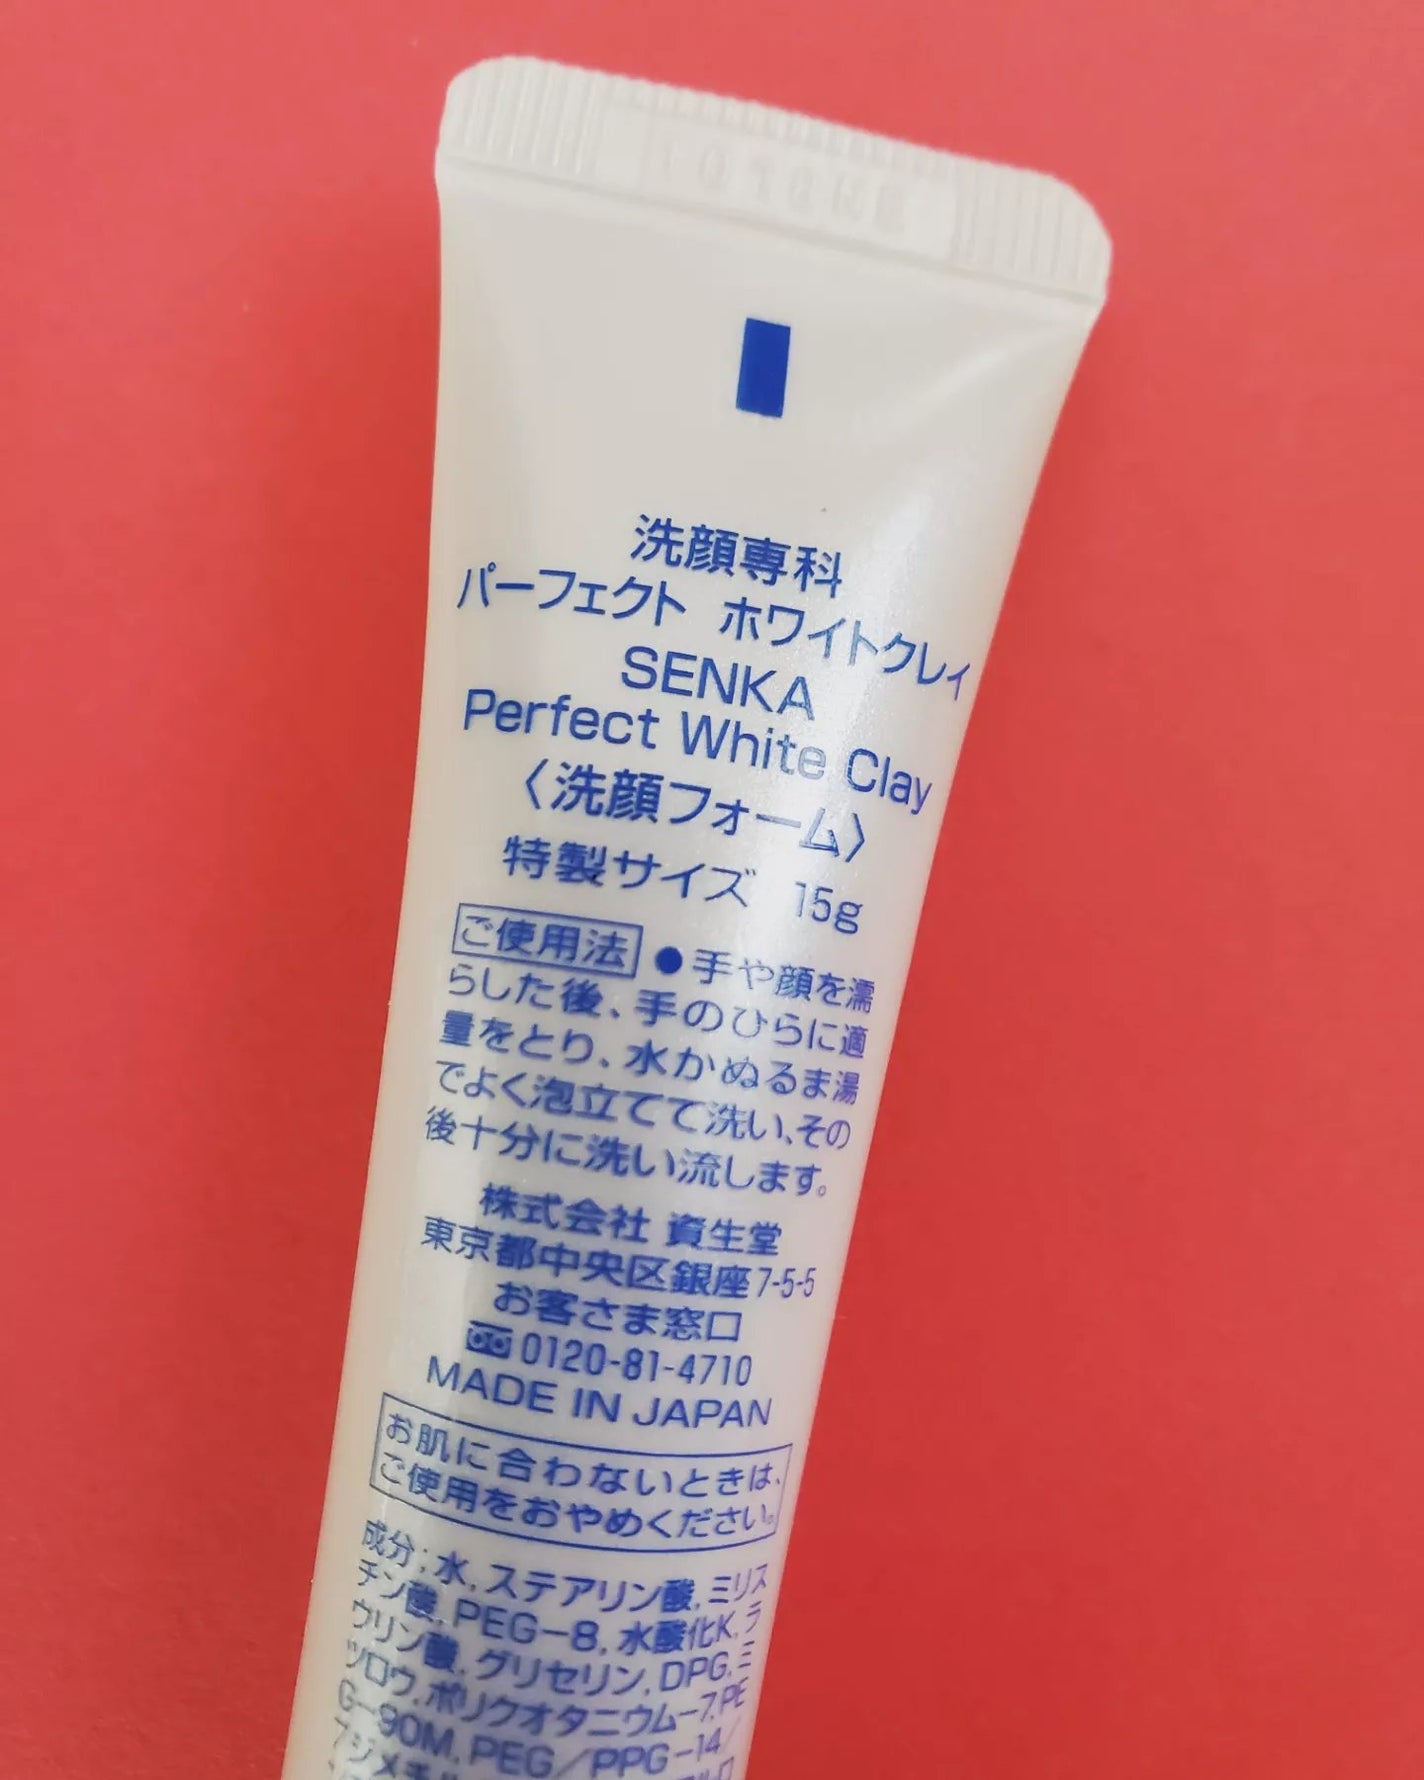 洗顔専科
パーフェクト ホワイトクレイ
SENKA
Perfect White Clay
〈洗顔フォーム〉
特製サイズ 15g
ご使用法 ●手や顔を濡
らした後、手のひらに適
量をとり、水かぬるま湯
でよく泡立てて洗い、その
後十分に洗い流します。
株式会社 資生堂
東京都中央区銀座7-5-5
お客さま窓口
0120-81-4710
MADE IN JAPAN
お肌に合わないときは、
ご使用をおやめください。
成分;水,ステアリン酸,ミリス
チン酸,PEG-8,水酸化K,ラ
ウリン酸,グリセリン,DPG,ミ
ツロウ,ポリクオタニウム-7,PE
G-90M,PEG/PPG-14/
7ジメチル